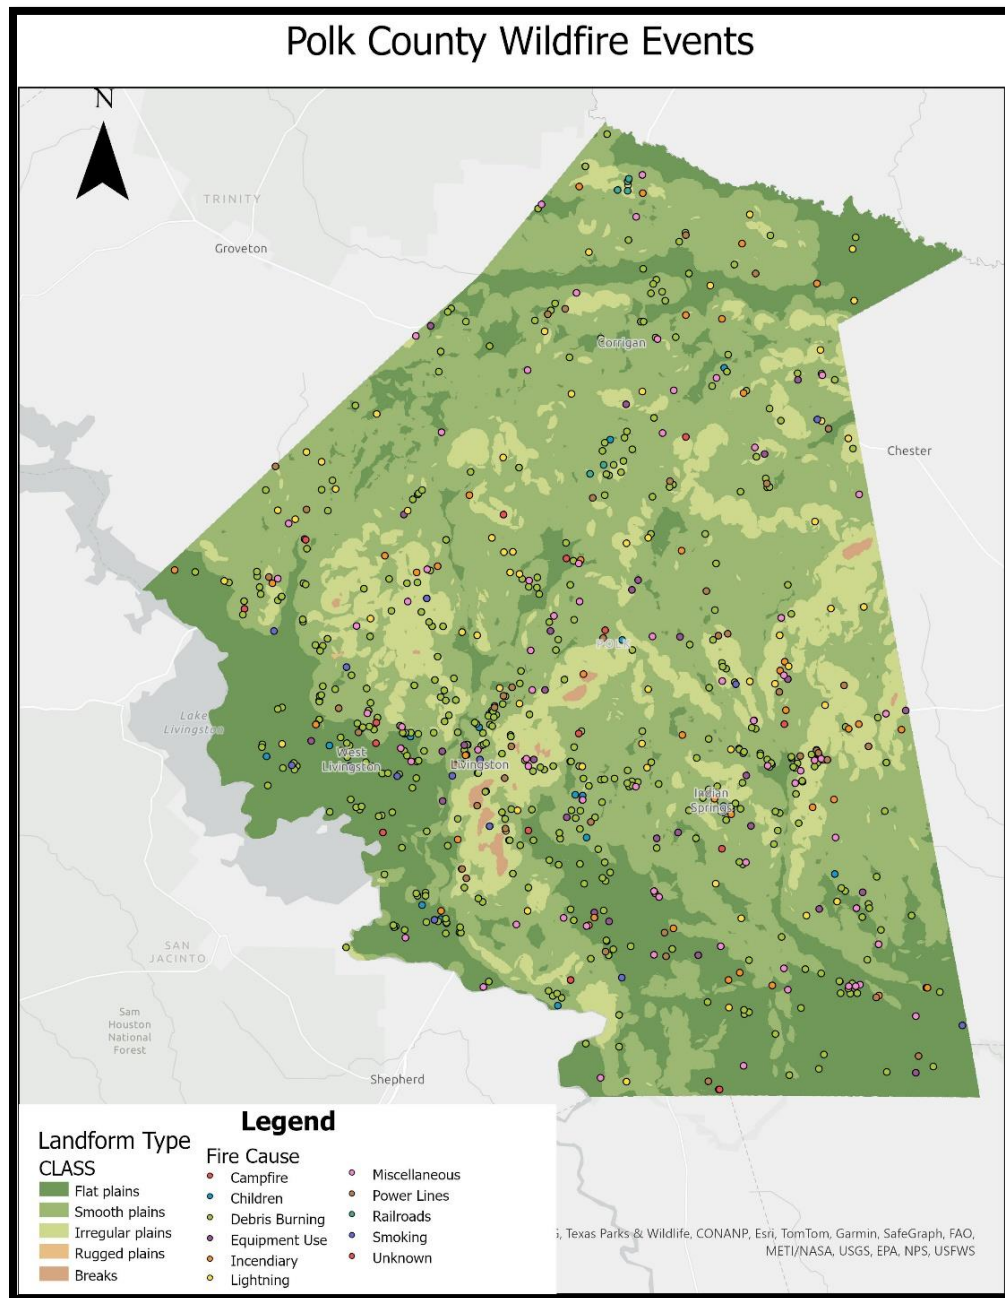 Polk County Wildfire Events
N
TRINITY
Groveton
Corrigan
Chester
POLK
Lake
Livingston
West
Livingston
Livingston
Indian
Springs
SAN
JACINTO
Sam
Houston
National
Forest
Shepherd
Legend
Landform Type
CLASS
Flat plains
Smooth plains
Irregular plains
Rugged plains
Breaks
Fire Cause
Campfire
Children
Debris Burning
Equipment Use
Incendiary
Lightning
Miscellaneous
Power Lines
Railroads
Smoking
Unknown
, Texas Parks & Wildlife, CONANP, Esri, TomTom, Garmin, SafeGraph, FAO,
METI/NASA, USGS, EPA, NPS, USFWS